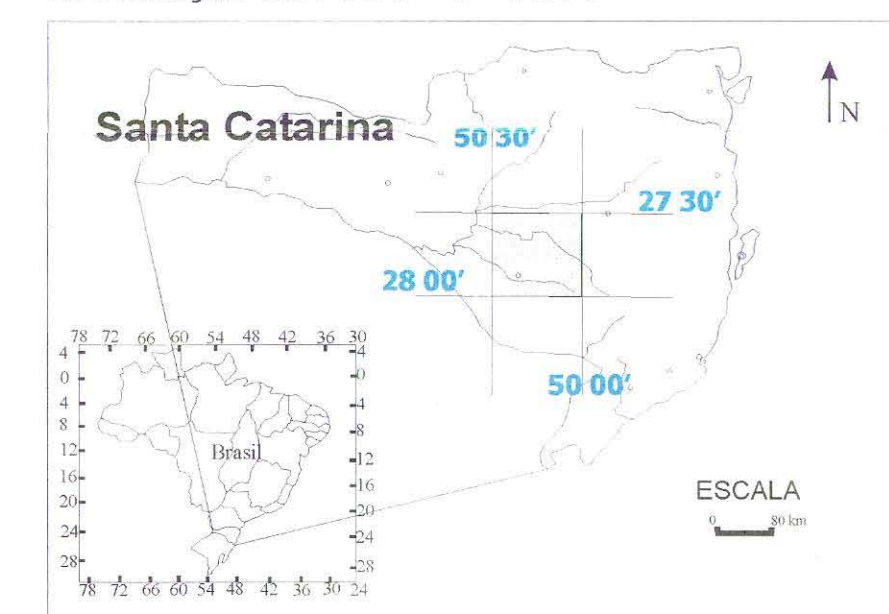 Santa Catarina
50 30′
N
27 30′
28 00′
50 00′
78 72 66 60 54 48 42 36 30
4 4
0 0
4 4
8 8
Brasil
12 12
16 16
20 20
24 24
28 28
78 72 66 60 54 48 42 36 30 24
ESCALA
0 80 km